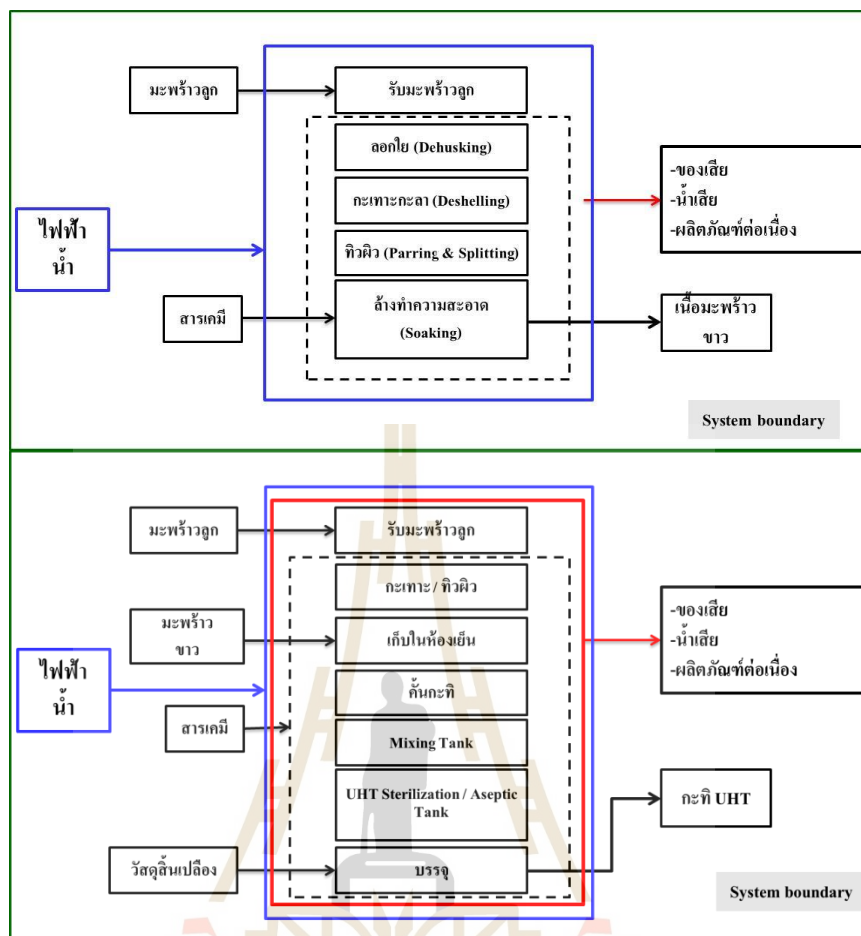 มะพร้าวลูก
รับมะพร้าวลูก
ลอกใย (Dehusking)
กะเทาะกะลา (Deshelling)
ทิวผิว (Parring & Splitting)
ล้างทำความสะอาด
(Soaking)
ไฟฟ้า
น้ำ
สารเคมี
-ของเสีย
-น้ำเสีย
-ผลิตภัณฑ์ต่อเนื่อง
เนื้อมะพร้าว
ขาว
System boundary
มะพร้าวลูก
รับมะพร้าวลูก
กะเทาะ / ทิวผิว
มะพร้าว
ขาว
เก็บในห้องเย็น
ไฟฟ้า
น้ำ
คั้นกะทิ
สารเคมี
Mixing Tank
UHT Sterilization / Aseptic
Tank
วัสดุสิ้นเปลือง
บรรจุ
-ของเสีย
-น้ำเสีย
-ผลิตภัณฑ์ต่อเนื่อง
กะทิ UHT
System boundary